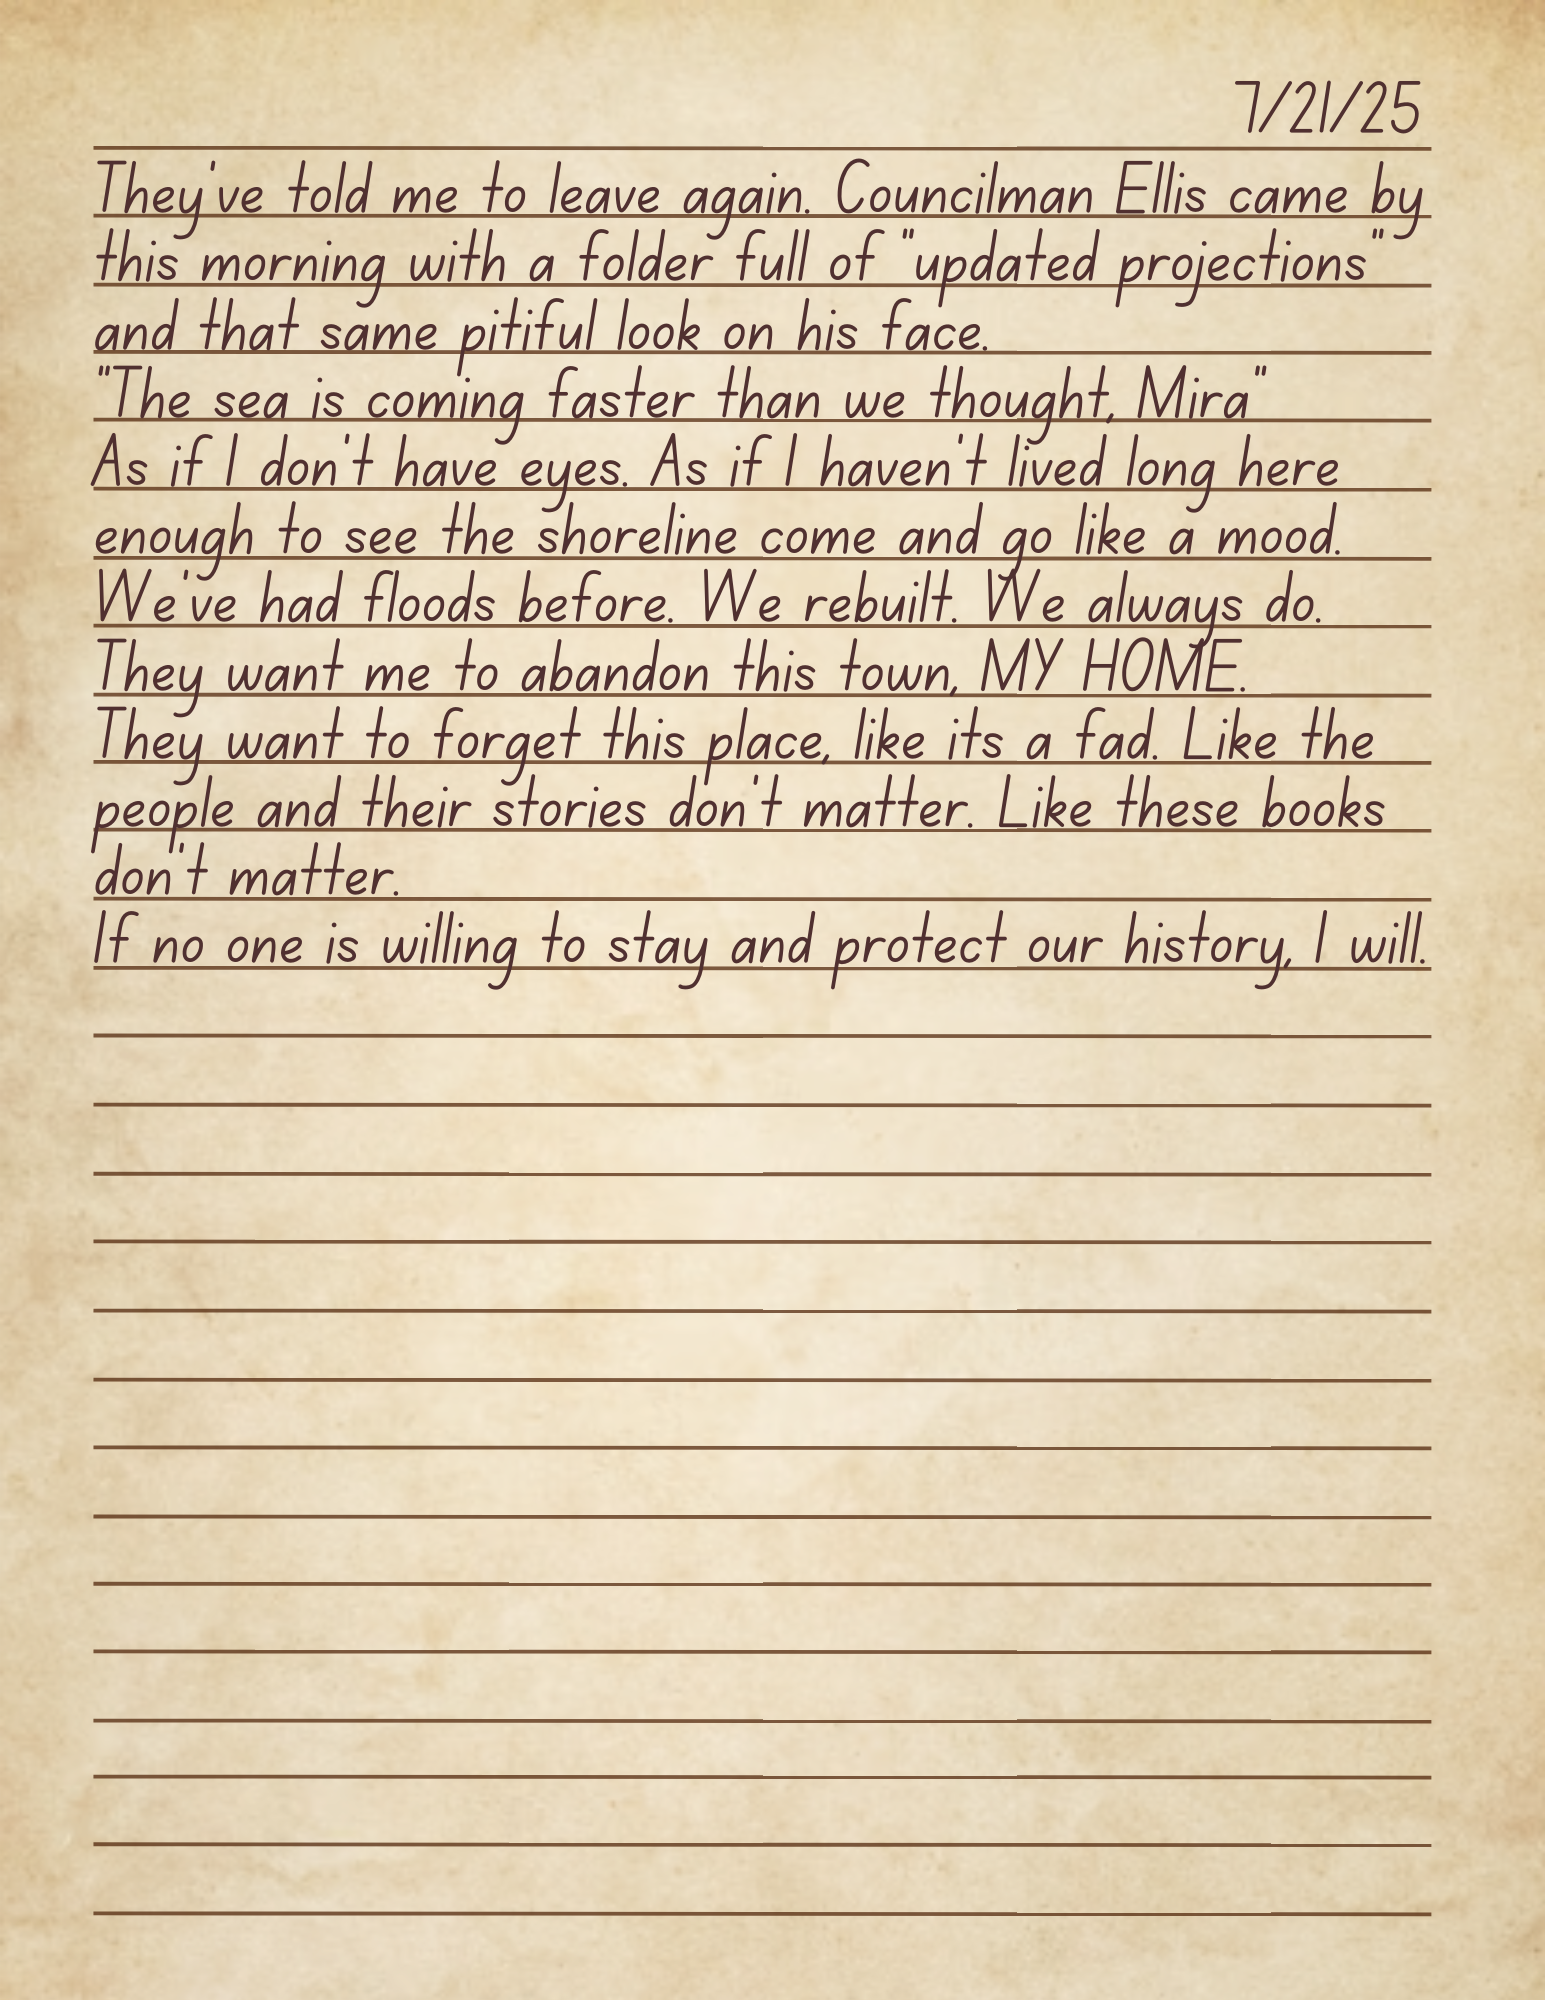 7/21/25
They've told me to leave again. Councilman Ellis came by
this morning with a folder full of "updated projections"
and that same pitiful look on his face.
"The sea is coming faster than we thought, Mira"
As if I don't have eyes. As if I haven't lived long here
enough to see the shoreline come and go like a mood.
We've had floods before. We rebuilt. We always do.
They want me to abandon this town, MY HOME.
They want to forget this place, like its a fad. Like the
people and their stories don't matter. Like these books
don't matter.
If no one is willing to stay and protect our history, I will.